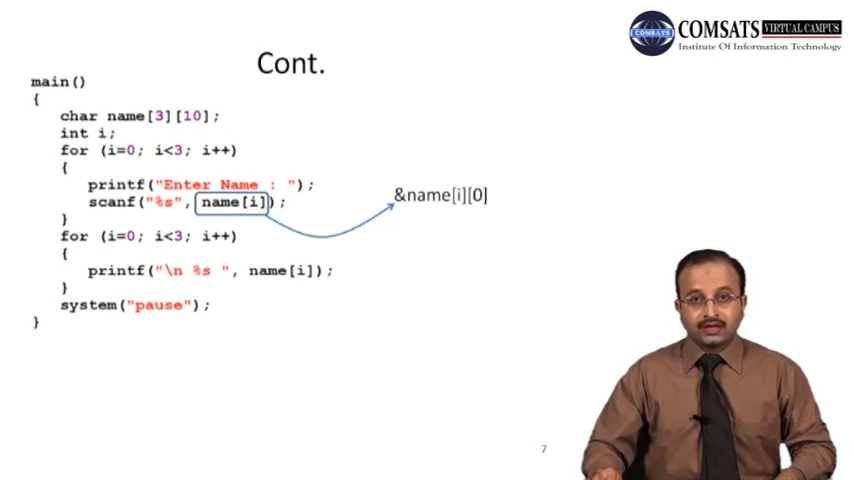 COMSATS VIRTUAL CAMPUS
COMSATS
Institute Of Information Technology
Cont.
main()
{
char name[3][10];
int i;
for (i=0; i<3; i++)
{
printf("Enter Name : ");
scanf("%s", name[i]);
&name[i][0]
}
for (i=0; i<3; i++)
{
printf("\n %s ", name[i]);
}
system("pause");
}
7